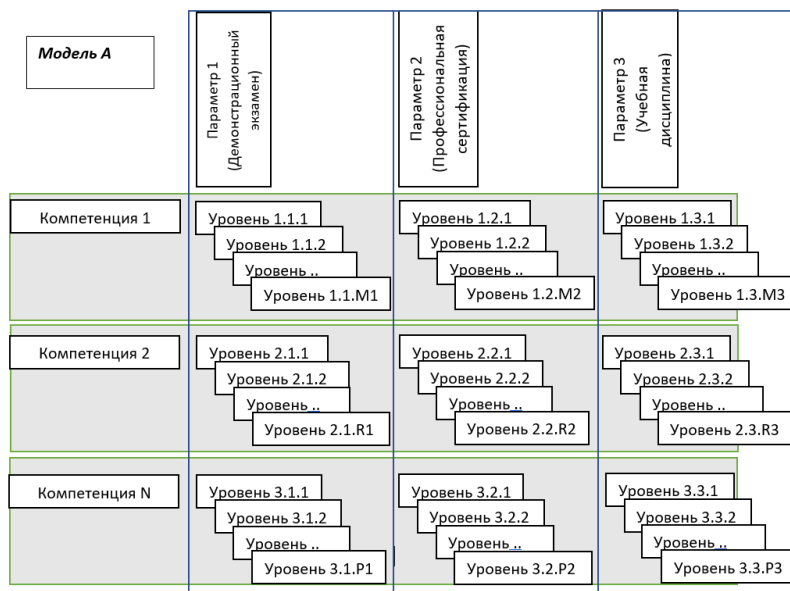 Модель А
Параметр 1
(Демонстрационный
экзамен)
Параметр 2
(Профессиональная
сертификация)
Параметр 3
(Учебная
дисциплина)
Компетенция 1
Уровень 1.1.1
Уровень 1.1.2
Уровень ..
Уровень 1.1.М1
Уровень 1.2.1
Уровень 1.2.2
Уровень ..
Уровень 1.2.М2
Уровень 1.3.1
Уровень 1.3.2
Уровень ..
Уровень 1.3.М3
Компетенция 2
Уровень 2.1.1
Уровень 2.1.2
Уровень ..
Уровень 2.1.R1
Уровень 2.2.1
Уровень 2.2.2
Уровень ..
Уровень 2.2.R2
Уровень 2.3.1
Уровень 2.3.2
Уровень ..
Уровень 2.3.R3
Компетенция N
Уровень 3.1.1
Уровень 3.1.2
Уровень ..
Уровень 3.1.P1
Уровень 3.2.1
Уровень 3.2.2
Уровень ..
Уровень 3.2.P2
Уровень 3.3.1
Уровень 3.3.2
Уровень ..
Уровень 3.3.P3